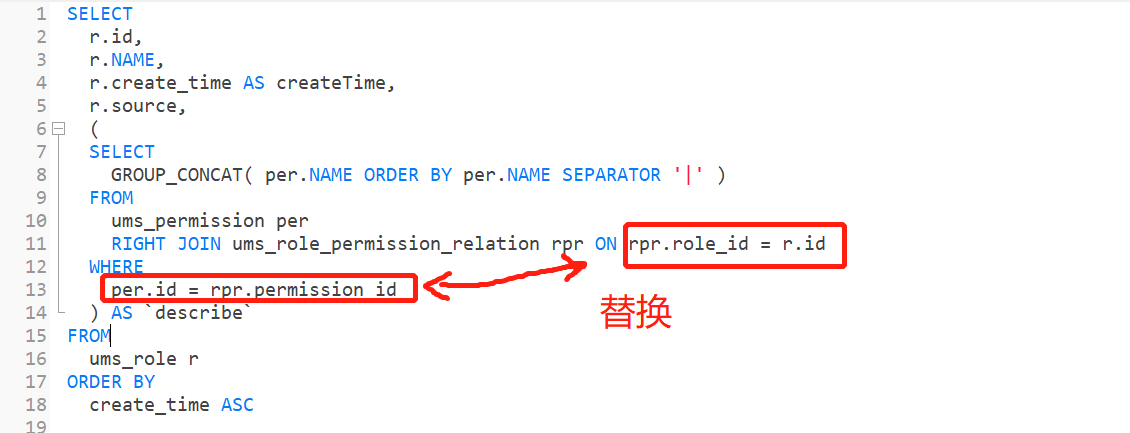 1 SELECT
2 r.id,
3 r.NAME,
4 r.create_time AS createTime,
5 r.source,
6 (
7 SELECT
8 GROUP_CONCAT( per.NAME ORDER BY per.NAME SEPARATOR '|' )
9 FROM
10 ums_permission per
11 RIGHT JOIN ums_role_permission_relation rpr ON rpr.role_id = r.id
12 WHERE
13 per.id = rpr.permission_id
14 ) AS `describe`
替换
15 FROM
16 ums_role r
17 ORDER BY
18 create_time ASC
19